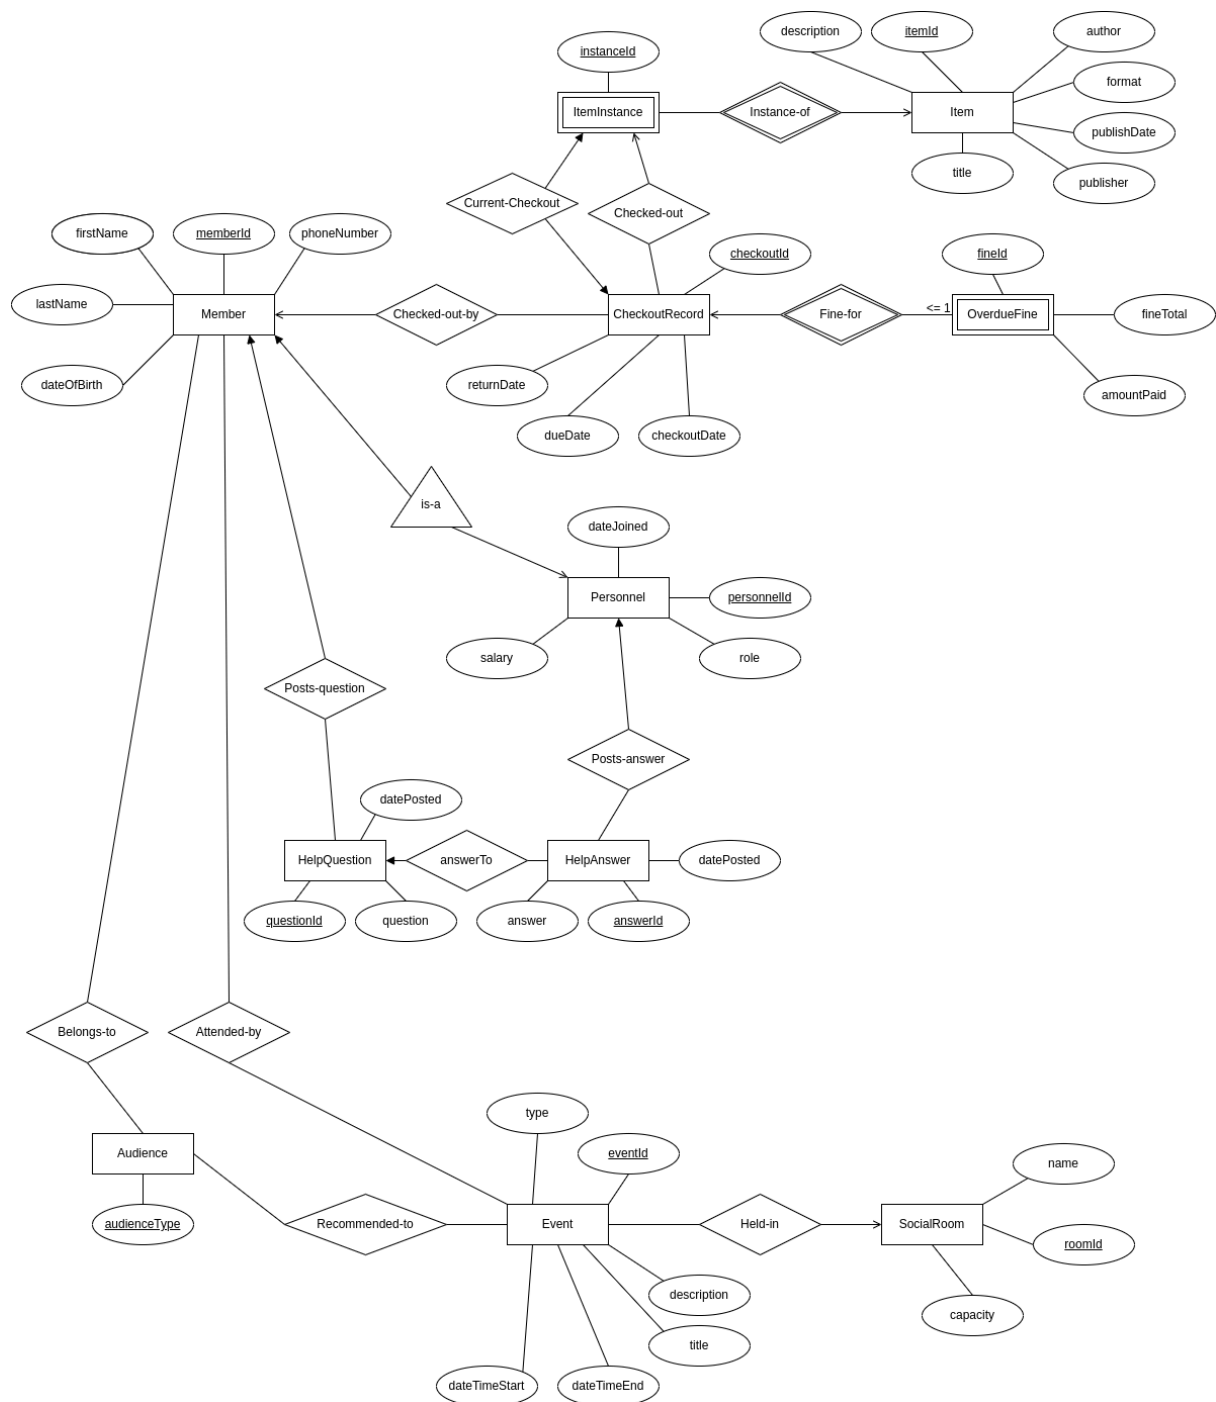 description
itemId
author
instanceId
format
ItemInstance
Instance-of
Item
publishDate
title
publisher
Current-Checkout
Checked-out
firstName
memberId
phoneNumber
checkoutId
fineId
lastName
Member
Checked-out-by
CheckoutRecord
Fine-for
<= 1
OverdueFine
fineTotal
dateOfBirth
returnDate
amountPaid
dueDate
checkoutDate
is-a
dateJoined
Personnel
personnelId
salary
role
Posts-question
Posts-answer
datePosted
HelpQuestion
answerTo
HelpAnswer
datePosted
questionId
question
answer
answerId
Belongs-to
Attended-by
type
Audience
eventId
name
audienceType
Recommended-to
Event
Held-in
SocialRoom
roomId
description
capacity
title
dateTimeStart
dateTimeEnd